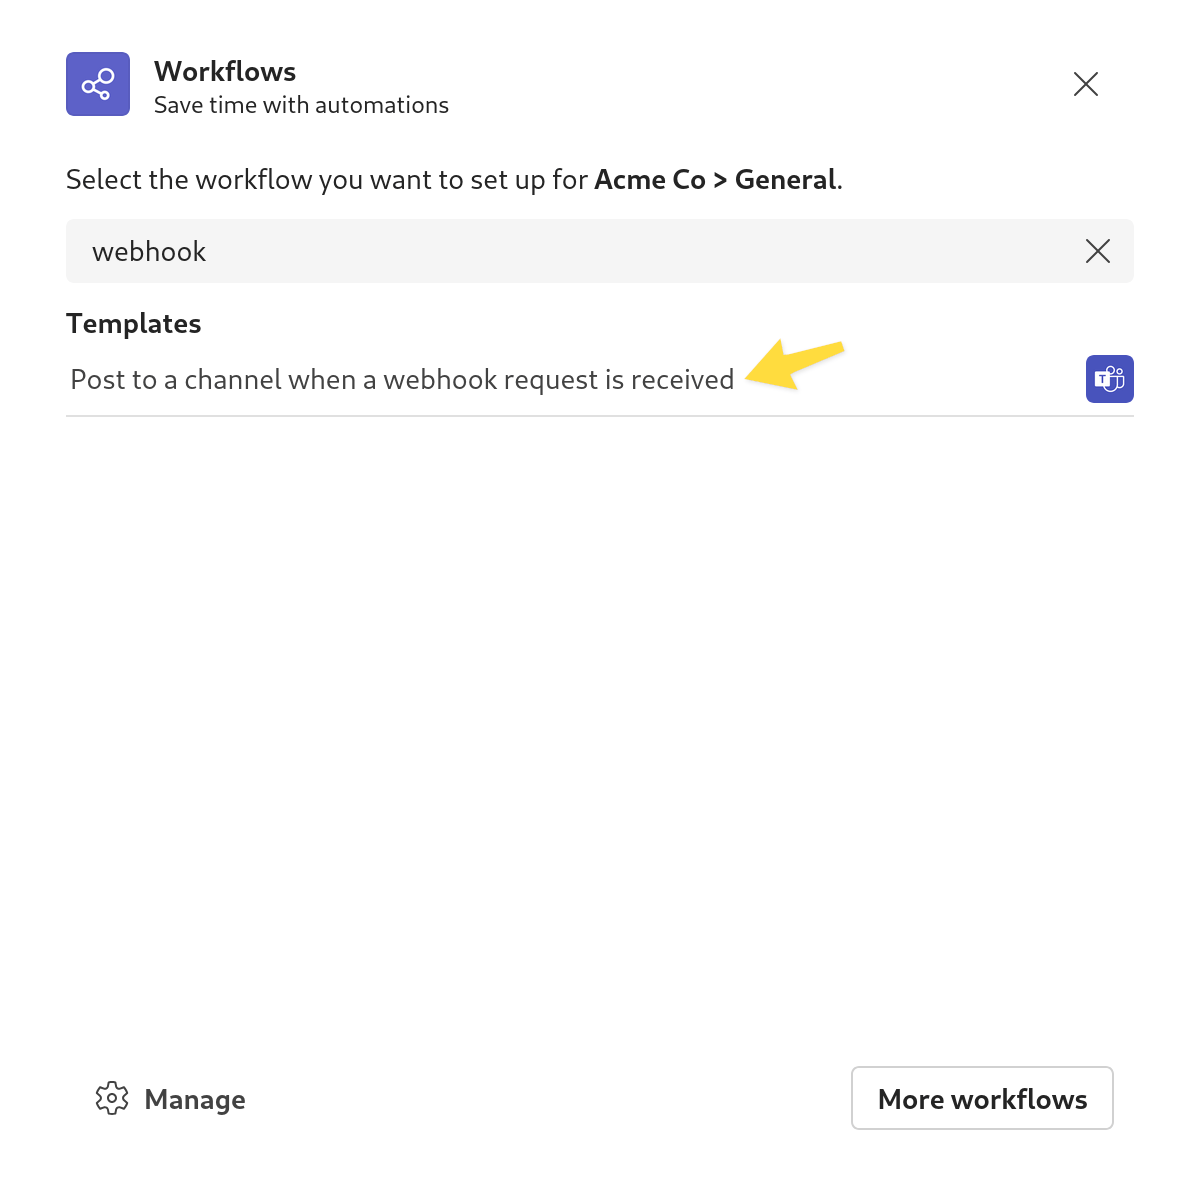 Workflows
Save time with automations
Select the workflow you want to set up for Acme Co > General.
webhook
Templates
Post to a channel when a webhook request is received
T
Manage
More workflows